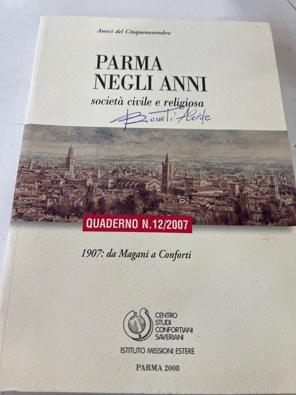 Amici del Cinquenovembre
PARMA
NEGLI ANNI
società civile e religiosa
QUADERNO N.12/2007
1907: da Magani a Conforti
CENTRO
STUDI
CONFORTIANI
SAVERIANI
ISTITUTO MISSIONI ESTERE
PARMA 2008